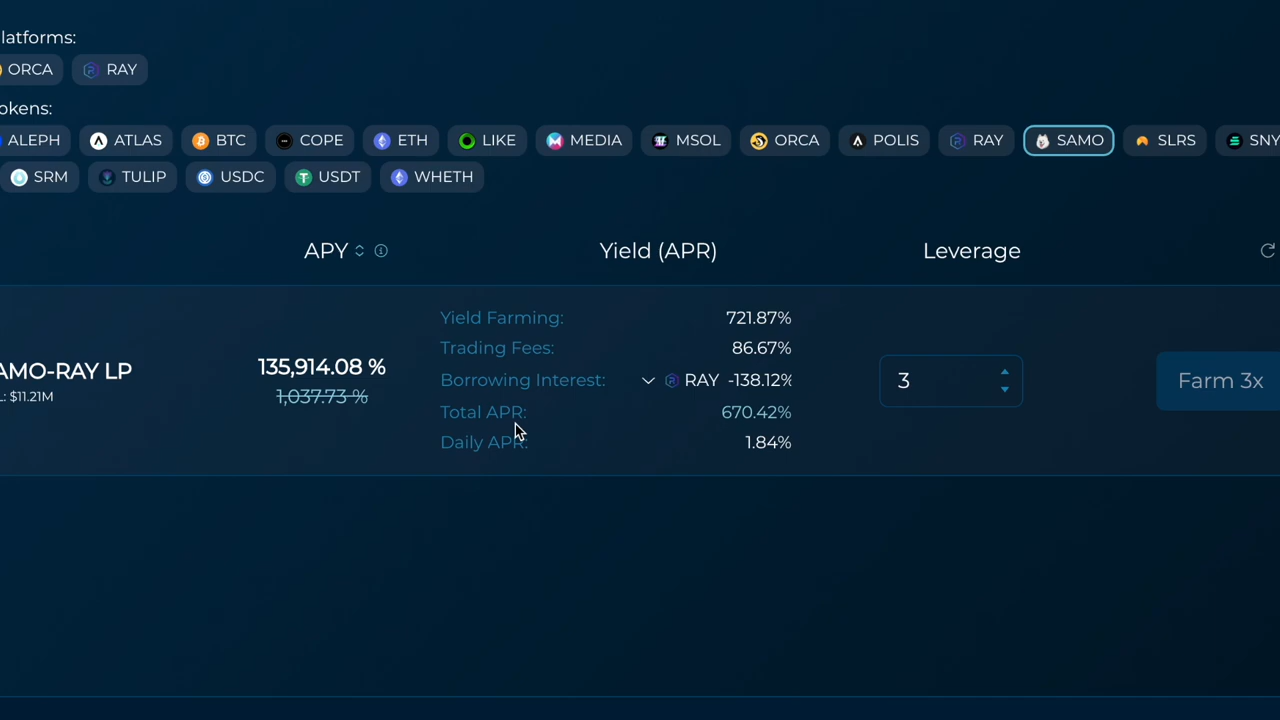 latforms:
ORCA RAY
okens:
ALEPH ATLAS BTC COPE ETH LIKE MEDIA MSOL ORCA POLIS RAY SAMO SLRS SNY
SRM TULIP USDC USDT WHETH
APY Yield (APR) Leverage
Yield Farming: 721.87%
Trading Fees: 86.67%
AMO-RAY LP 135,914.08 % Borrowing Interest: RAY -138.12% 3 Farm 3x
L: $11.21M 1,037.73 %
Total APR: 670.42%
Daily APR: 1.84%